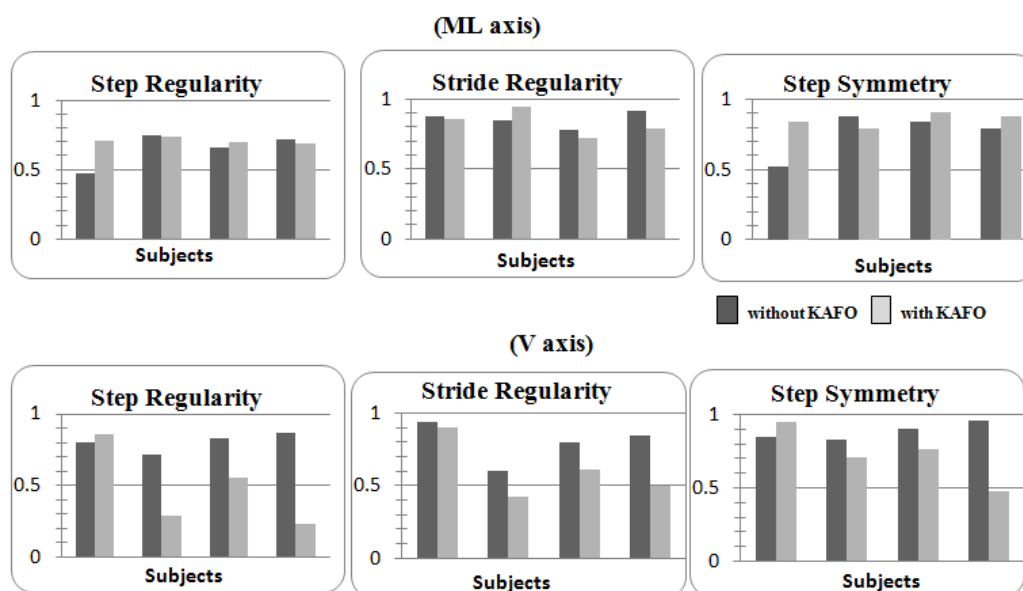 (ML axis)
Step Regularity
1
0.5
0
Subjects
Stride Regularity
1
0.5
0
Subjects
Step Symmetry
1
0.5
0
Subjects
without KAFO
with KAFO
(V axis)
Step Regularity
1
0.5
0
Subjects
Stride Regularity
1
0.5
0
Subjects
Step Symmetry
1
0.5
0
Subjects